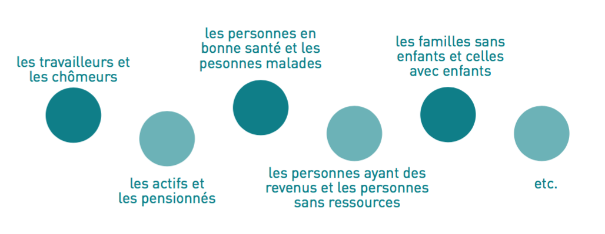 les travailleurs et
les chômeurs
les actifs et
les pensionnés
les personnes en
bonne santé et les
pesonnes malades
les personnes ayant des
revenus et les personnes
sans ressources
les familles sans
enfants et celles
avec enfants
etc.